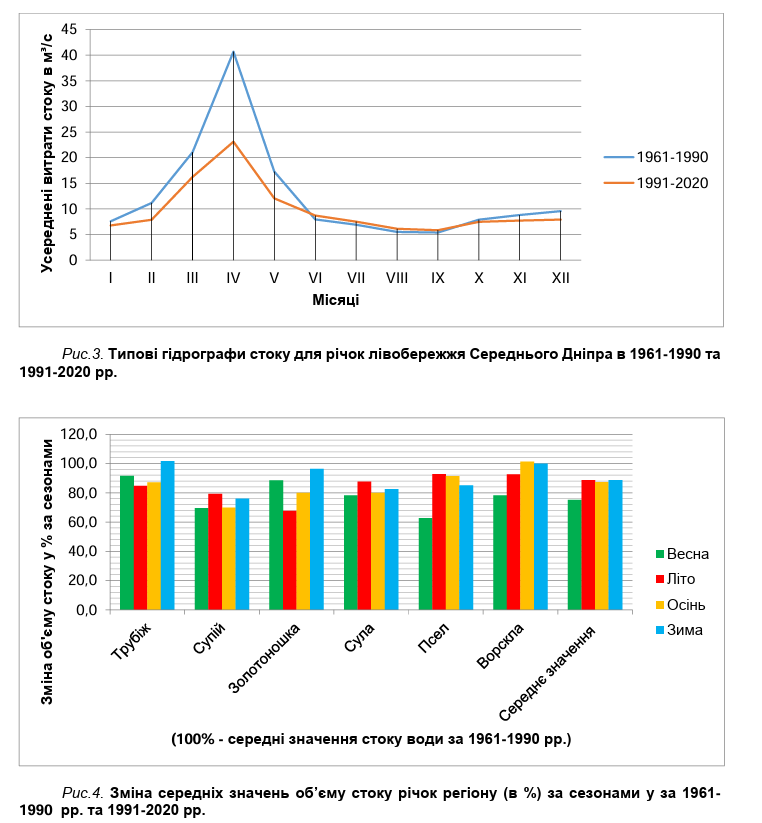 Усереднені витрати стоку в м³/с
45
40
35
30
25
20
15
10
5
0
I II III IV V VI VII VIII IX X XI XII
Місяці
1961-1990
1991-2020
Рис.3. Типові гідрографи стоку для річок лівобережжя Середнього Дніпра в 1961-1990 та
1991-2020 рр.
Зміна об'єму стоку у % за сезонами
120,0
100,0
80,0
60,0
40,0
20,0
0,0
Трубіж Супій Золотоношка Сула Псел Ворскла Середнє значення
Весна
Літо
Осінь
Зима
(100% - середні значення стоку води за 1961-1990 рр.)
Рис.4. Зміна середніх значень об’єму стоку річок регіону (в %) за сезонами у за 1961-
1990 рр. та 1991-2020 рр.